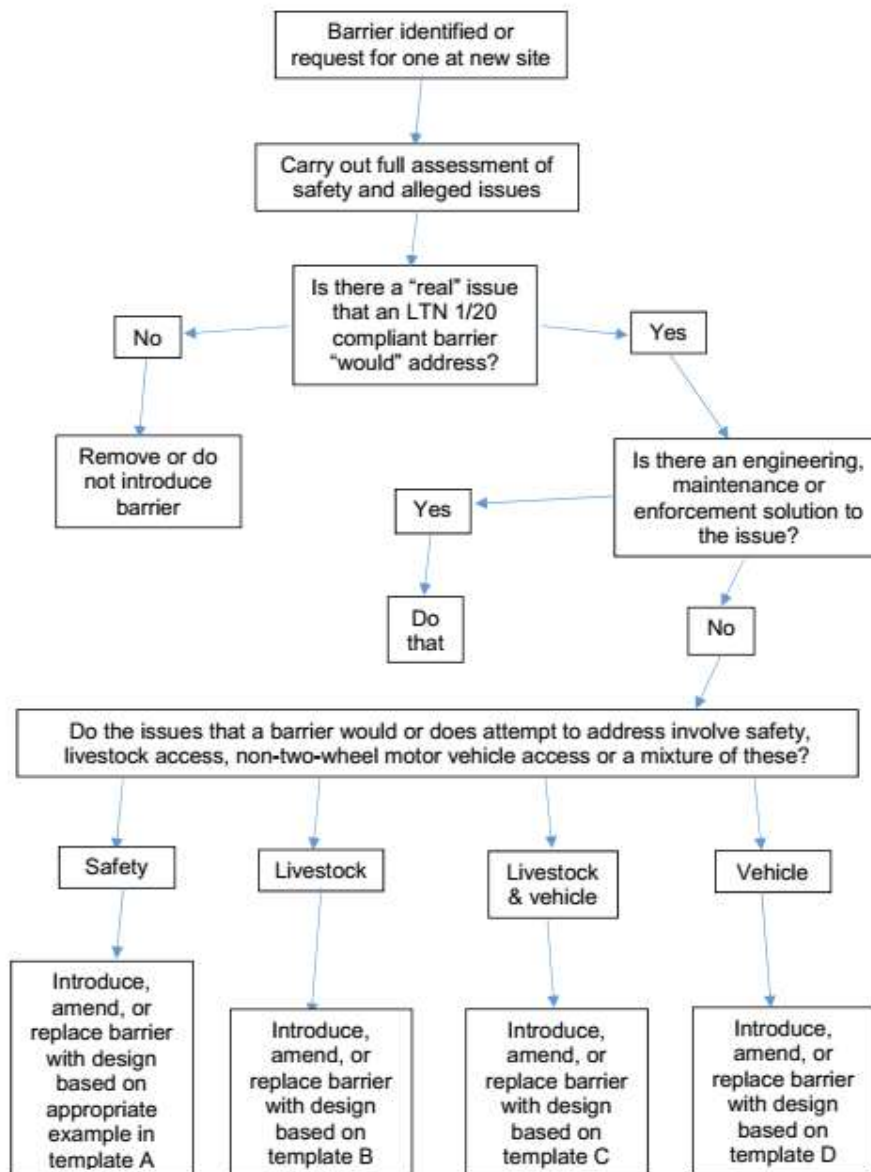 Barrier identified or
request for one at new site
Carry out full assessment of
safety and alleged issues
Is there a “real” issue
that an LTN 1/20
compliant barrier
“would” address?
No
Yes
Remove or do
not introduce
barrier
Is there an engineering,
maintenance or
enforcement solution to
the issue?
Yes
Do
that
No
Do the issues that a barrier would or does attempt to address involve safety,
livestock access, non-two-wheel motor vehicle access or a mixture of these?
Safety
Livestock
Livestock
& vehicle
Vehicle
Introduce,
amend, or
replace barrier
with design
based on
appropriate
example in
template A
Introduce,
amend, or
replace barrier
with design
based on
template B
Introduce,
amend, or
replace barrier
with design
based on
template C
Introduce,
amend, or
replace barrier
with design
based on
template D